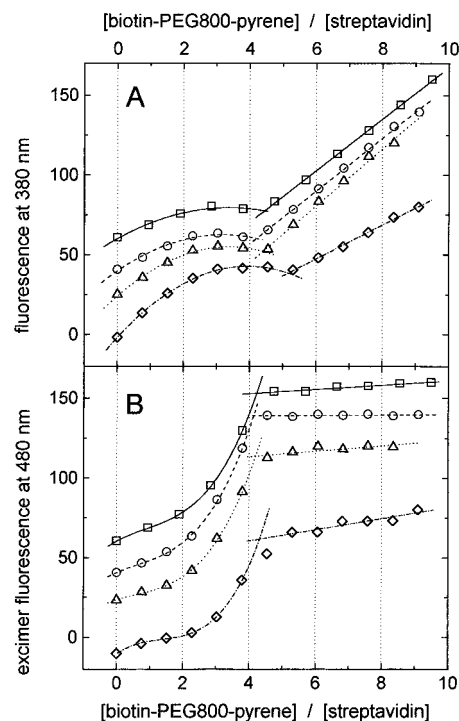 [biotin-PEG800-pyrene] / [streptavidin]
0 2 4 6 8 10
A
fluorescence at 380 nm
150
100
50
0
B
excimer fluorescence at 480 nm
150
100
50
0
0 2 4 6 8 10
[biotin-PEG800-pyrene] / [streptavidin]